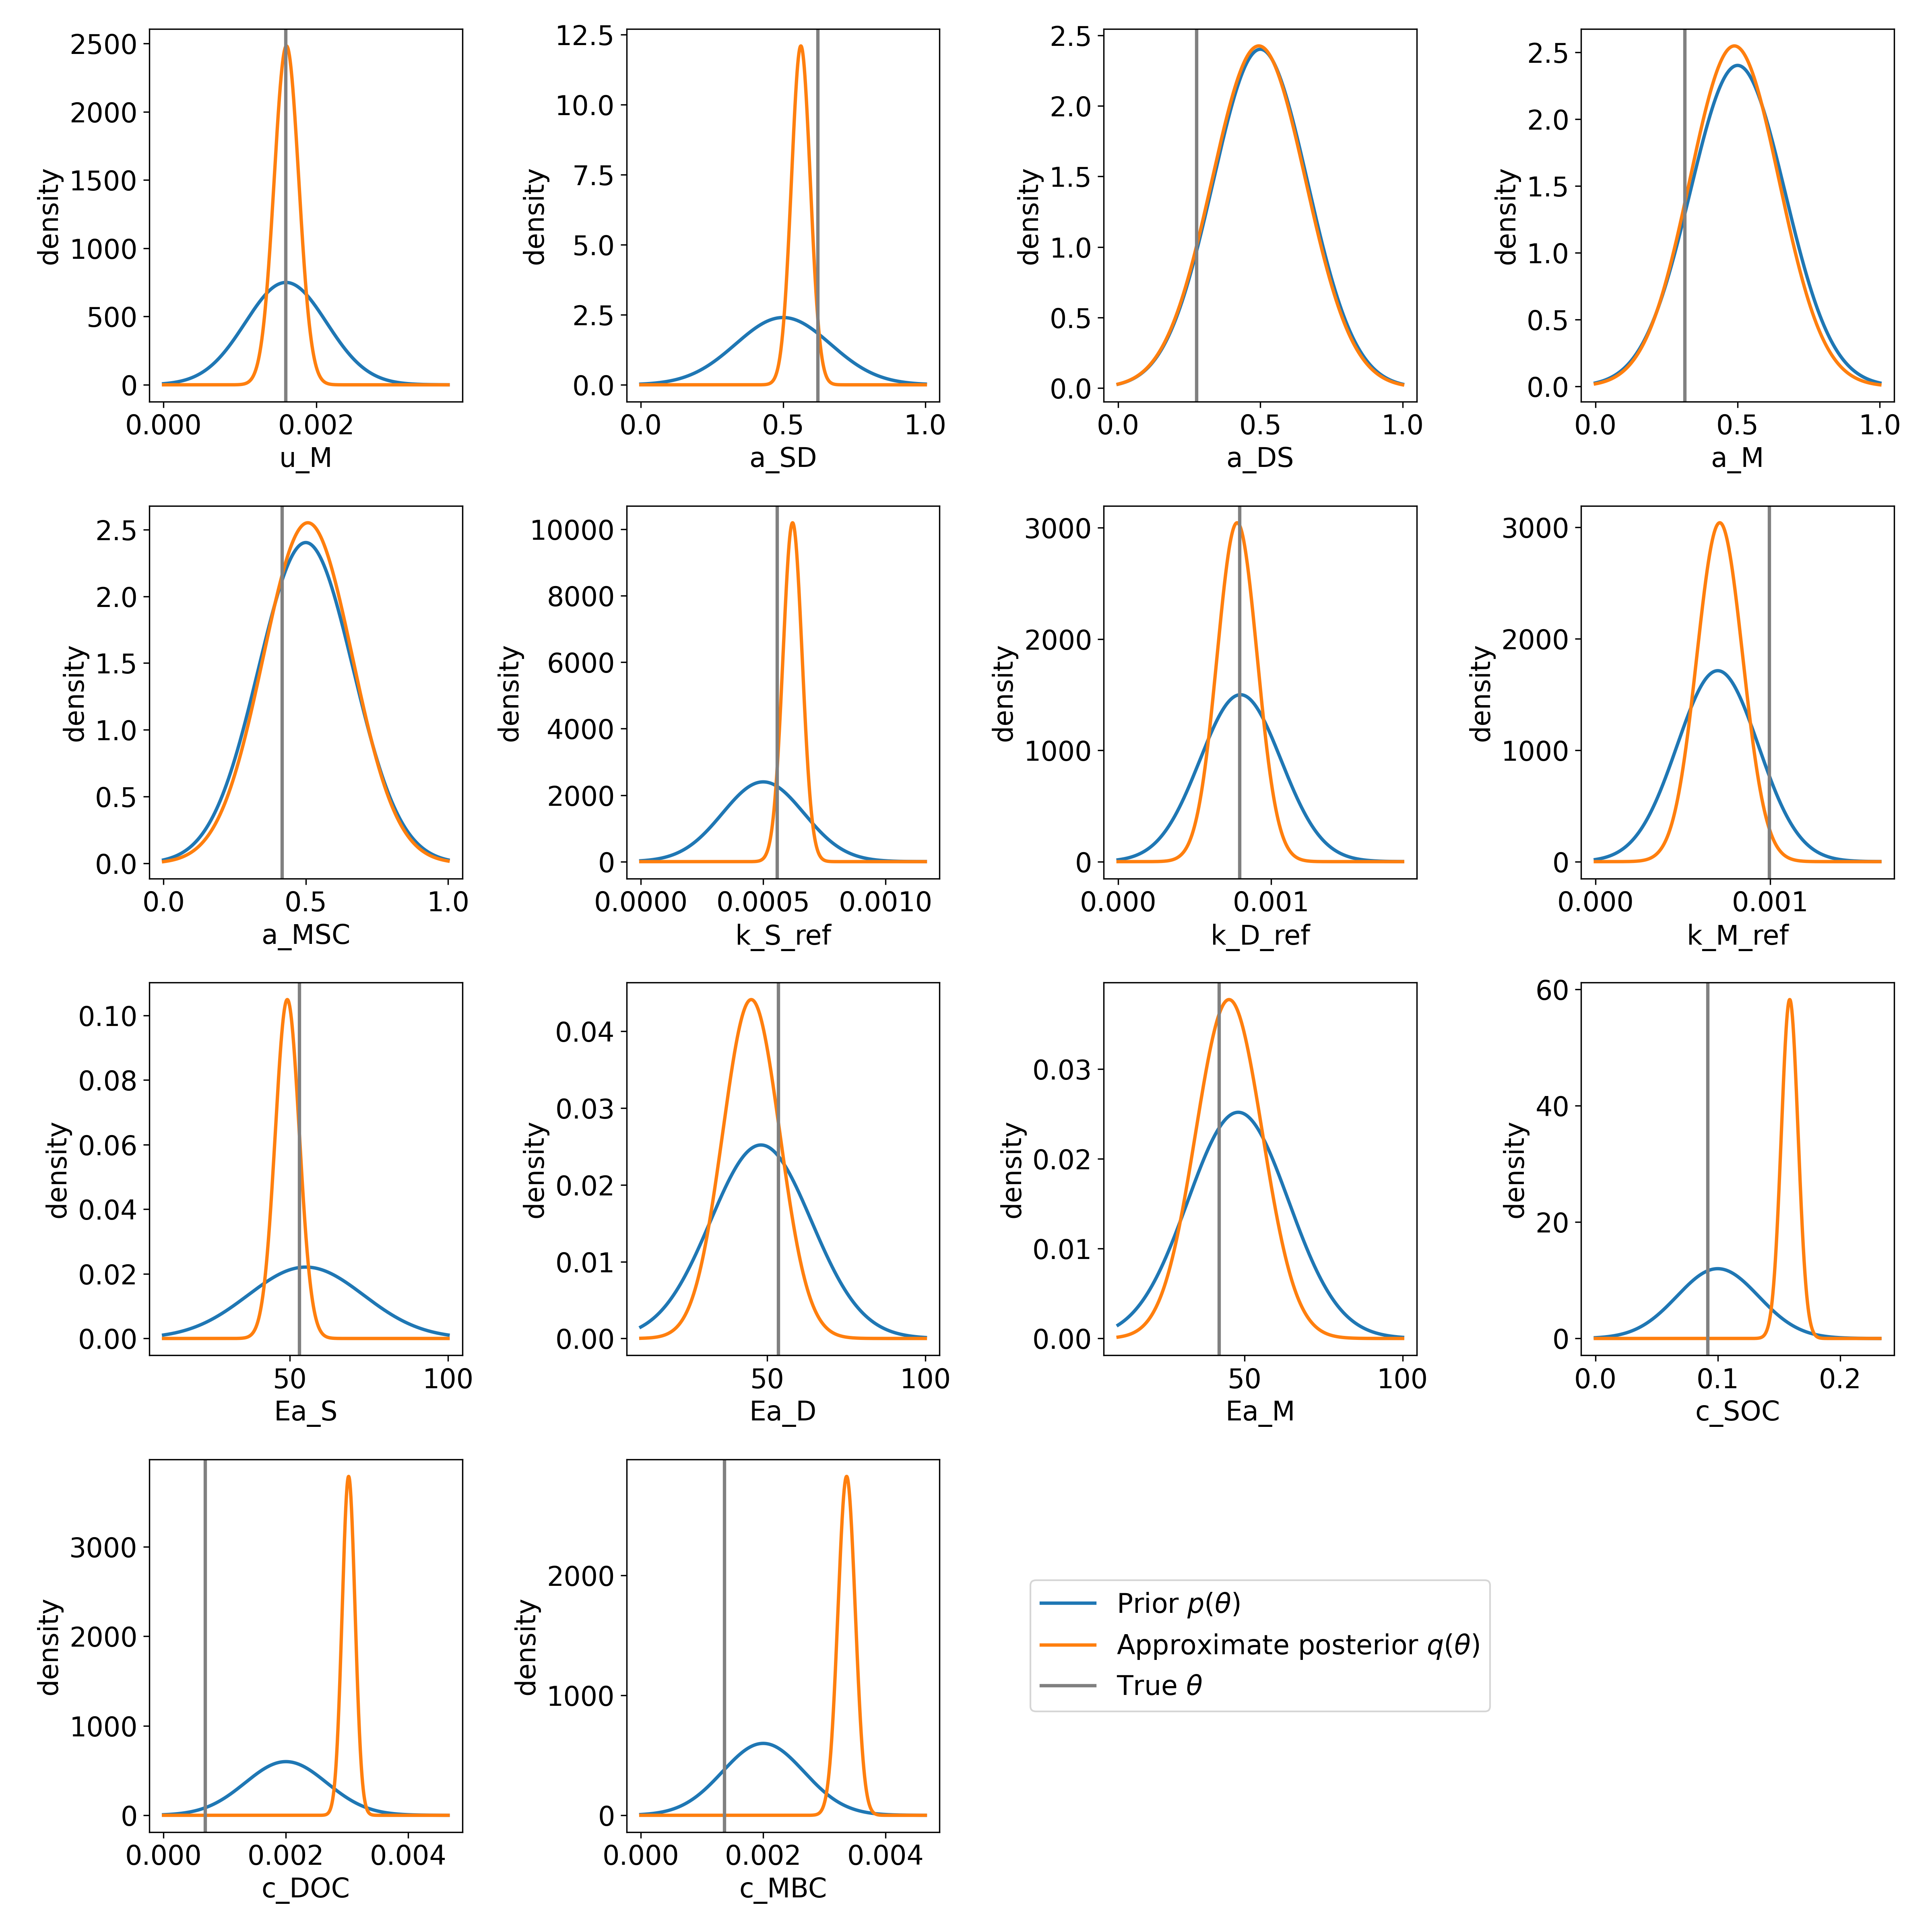 2500
2000
1500
1000
500
0
density
0.000 0.002
u_M
12.5
10.0
7.5
5.0
2.5
0.0
density
0.0 0.5 1.0
a_SD
2.5
2.0
1.5
1.0
0.5
0.0
density
0.0 0.5 1.0
a_DS
2.5
2.0
1.5
1.0
0.5
0.0
density
0.0 0.5 1.0
a_M
2.5
2.0
1.5
1.0
0.5
0.0
density
0.0 0.5 1.0
a_MSC
10000
8000
6000
4000
2000
0
density
0.0000 0.0005 0.0010
k_S_ref
3000
2000
1000
0
density
0.000 0.001
k_D_ref
3000
2000
1000
0
density
0.000 0.001
k_M_ref
0.10
0.08
0.06
0.04
0.02
0.00
density
50 100
Ea_S
0.04
0.03
0.02
0.01
0.00
density
50 100
Ea_D
0.03
0.02
0.01
0.00
density
50 100
Ea_M
60
40
20
0
density
0.0 0.1 0.2
c_SOC
3000
2000
1000
0
density
0.000 0.002 0.004
c_DOC
2000
1000
0
density
0.000 0.002 0.004
c_MBC
Prior p(θ)
Approximate posterior q(θ)
True θ